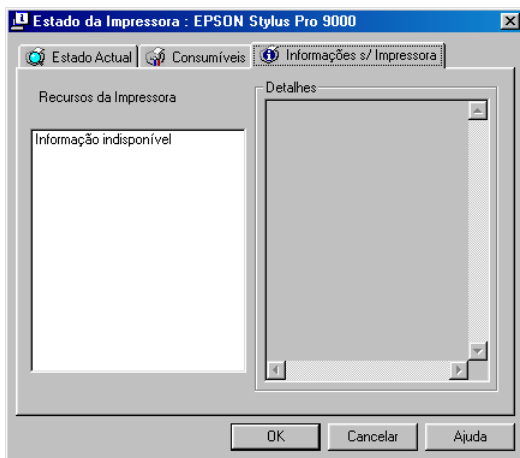 Estado da Impressora : EPSON Stylus Pro 9000
Estado Actual Consumíveis Informações s/ Impressora
Recursos da Impressora
Detalhes
Informação indisponível
OK Cancelar Ajuda